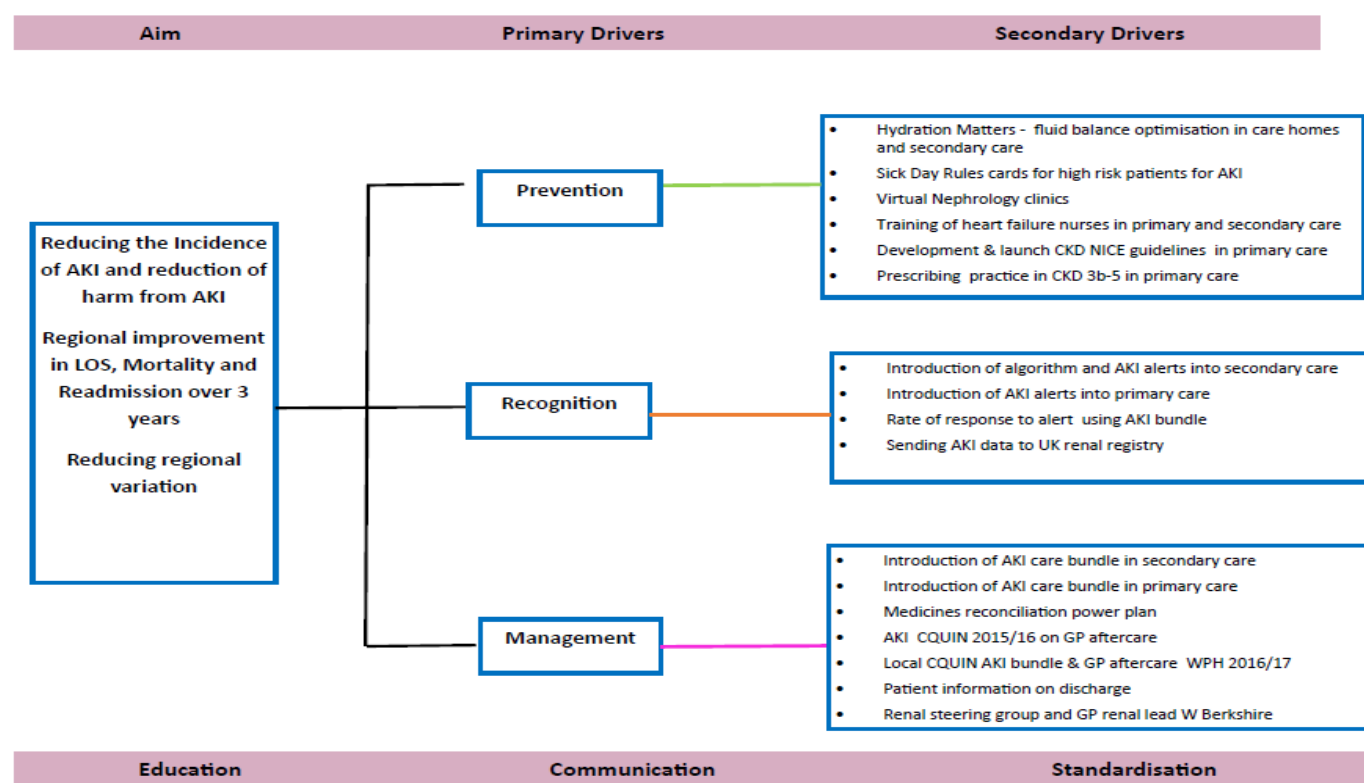 Aim
Primary Drivers
Secondary Drivers
Reducing the Incidence
of AKI and reduction of
harm from AKI
Regional improvement
in LOS, Mortality and
Readmission over 3
years
Reducing regional
variation
Prevention
• Hydration Matters - fluid balance optimisation in care homes
and secondary care
• Sick Day Rules cards for high risk patients for AKI
• Virtual Nephrology clinics
• Training of heart failure nurses in primary and secondary care
• Development & launch CKD NICE guidelines in primary care
• Prescribing practice in CKD 3b-5 in primary care
Recognition
• Introduction of algorithm and AKI alerts into secondary care
• Introduction of AKI alerts into primary care
• Rate of response to alert using AKI bundle
• Sending AKI data to UK renal registry
Management
• Introduction of AKI care bundle in secondary care
• Introduction of AKI care bundle in primary care
• Medicines reconciliation power plan
• AKI CQUIN 2015/16 on GP aftercare
• Local CQUIN AKI bundle & GP aftercare WPH 2016/17
• Patient information on discharge
• Renal steering group and GP renal lead W Berkshire
Education
Communication
Standardisation